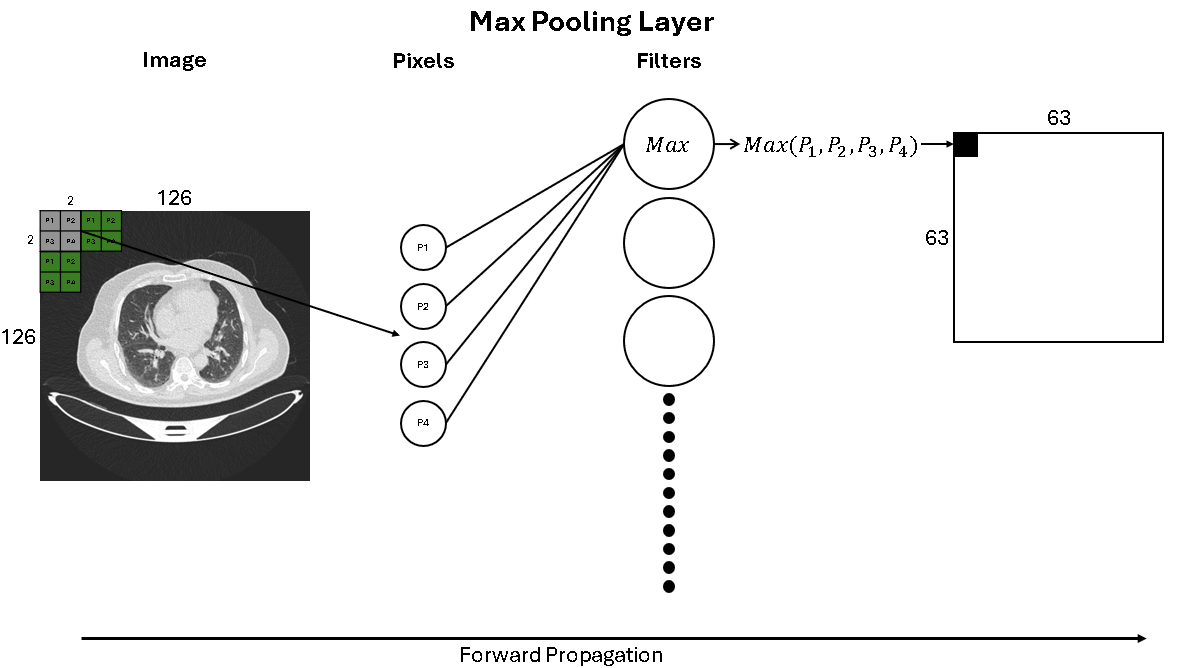 Max Pooling Layer
Image
Pixels
Filters
63
Max
Max(P1, P2, P3, P4)
2
126
P1 P2 P1 P2
2
P3 P4 P3 P4
P1 P2
P3 P4
63
P1
P2
126
P3
P4
Forward Propagation